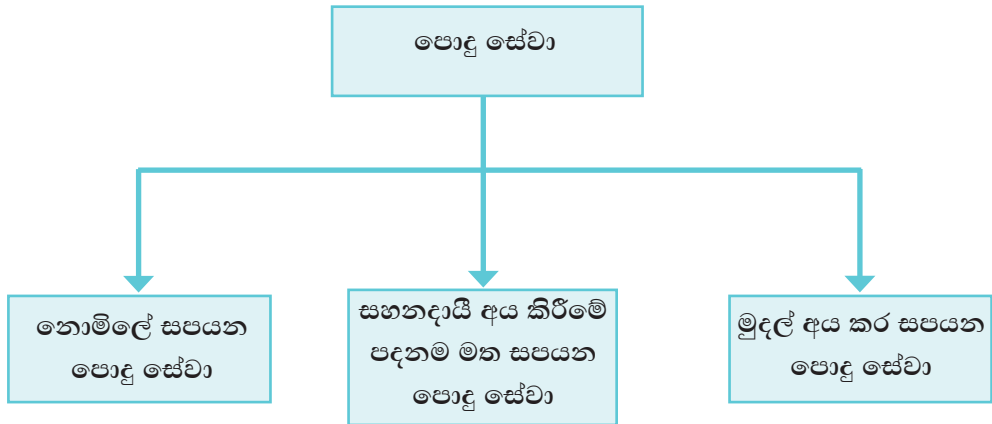 පොදු සේවා
නොමිලේ සපයන
පොදු සේවා
සහනදායී අය කිරීමේ
පදනම මත සපයන
පොදු සේවා
මුදල් අය කර සපයන
පොදු සේවා